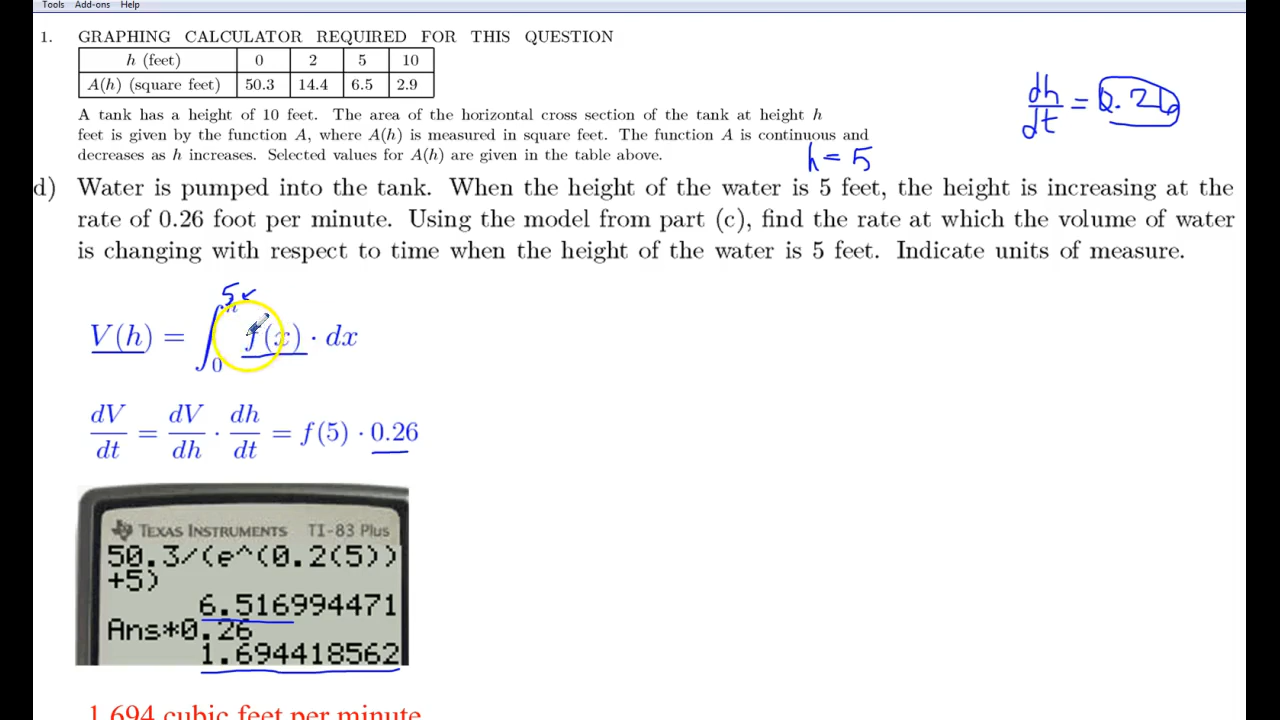 Tools Add-ons Help
1. GRAPHING CALCULATOR REQUIRED FOR THIS QUESTION
h (feet) 0 2 5 10
A(h) (square feet) 50.3 14.4 6.5 2.9
dh/dt = 0.26
A tank has a height of 10 feet. The area of the horizontal cross section of the tank at height h
feet is given by the function A, where A(h) is measured in square feet. The function A is continuous and
decreases as h increases. Selected values for A(h) are given in the table above.
h = 5
d) Water is pumped into the tank. When the height of the water is 5 feet, the height is increasing at the
rate of 0.26 foot per minute. Using the model from part (c), find the rate at which the volume of water
is changing with respect to time when the height of the water is 5 feet. Indicate units of measure.
5
V(h) = ∫₀ʰ f(x) · dx
dV/dt = dV/dh · dh/dt = f(5) · 0.26
TEXAS INSTRUMENTS TI-83 Plus
50.3/(e^(0.2(5))
+5)
6.516994471
Ans*0.26
1.694418562
1.694 cubic feet per minute